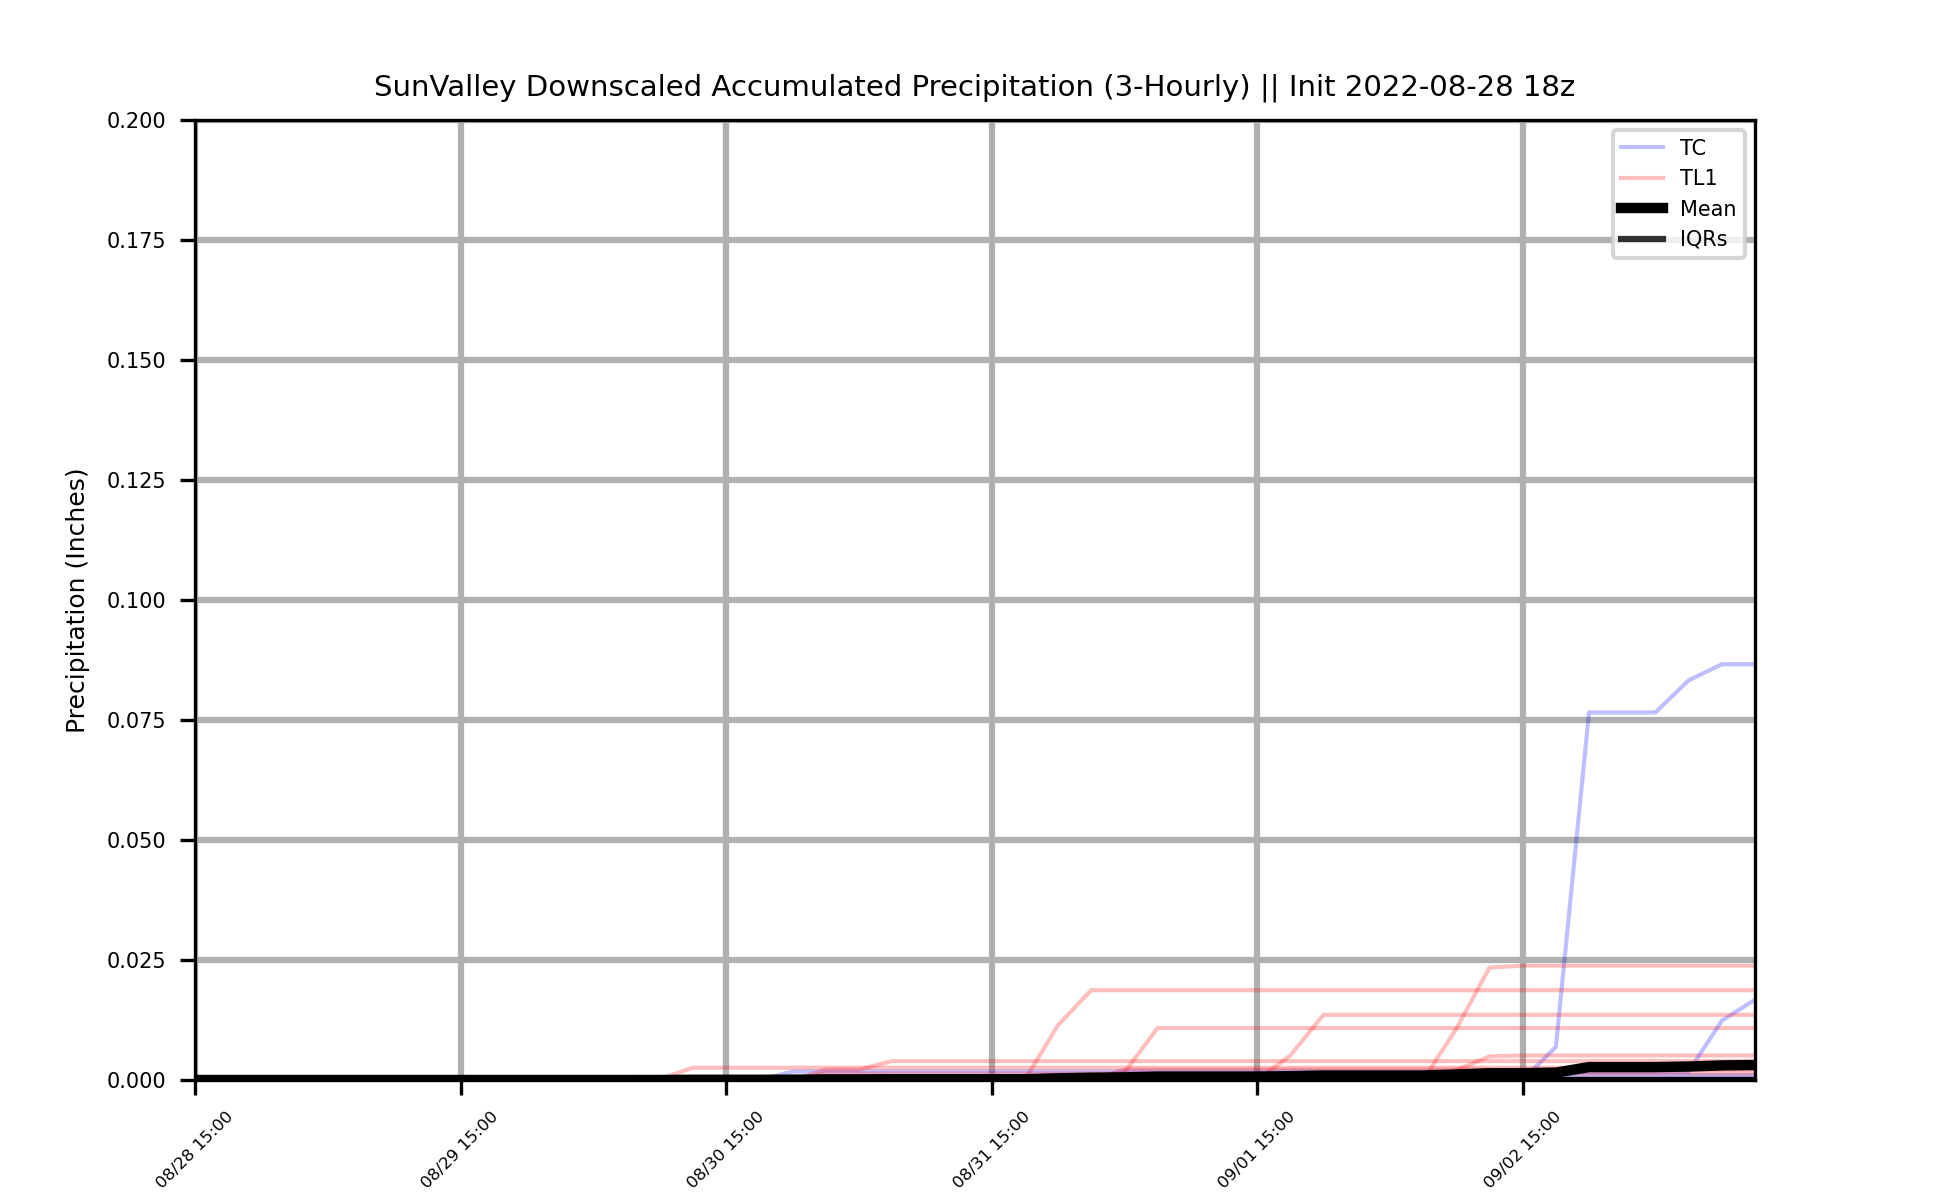 SunValley Downscaled Accumulated Precipitation (3-Hourly) || Init 2022-08-28 18z
0.200
0.175
0.150
0.125
0.100
0.075
0.050
0.025
0.000
Precipitation (Inches)
TC
TL1
Mean
IQRs
08/28 15:00
08/29 15:00
08/30 15:00
08/31 15:00
09/01 15:00
09/02 15:00